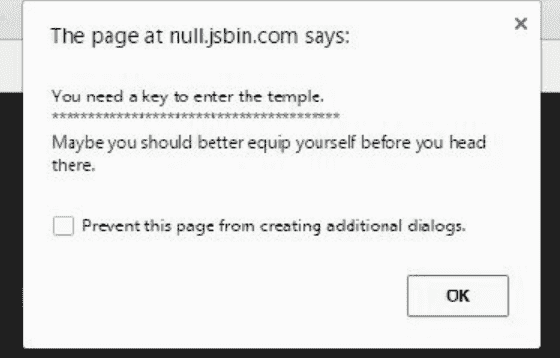 The page at null.jsbin.com says:
You need a key to enter the temple.
****************************************
Maybe you should better equip yourself before you head
there.
Prevent this page from creating additional dialogs.
OK